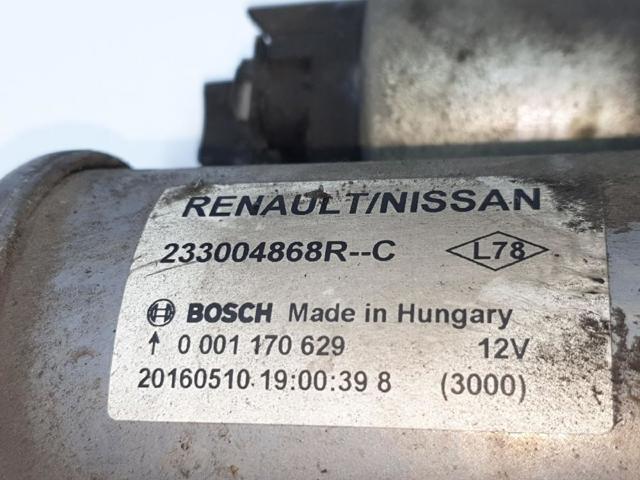 RENAULT/NISSAN
233004868R--C L78
BOSCH Made in Hungary
↑ 0 001 170 629 12V
20160510 19:00:39 8 (3000)